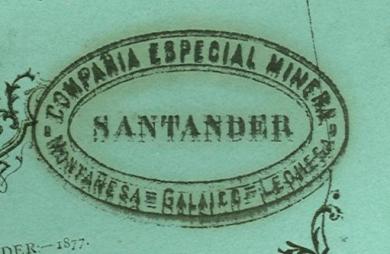 COMPAÑIA ESPECIAL MINERA
SANTANDER
MONTAÑESA=GALAICO=LEONESA
DER.—1877.